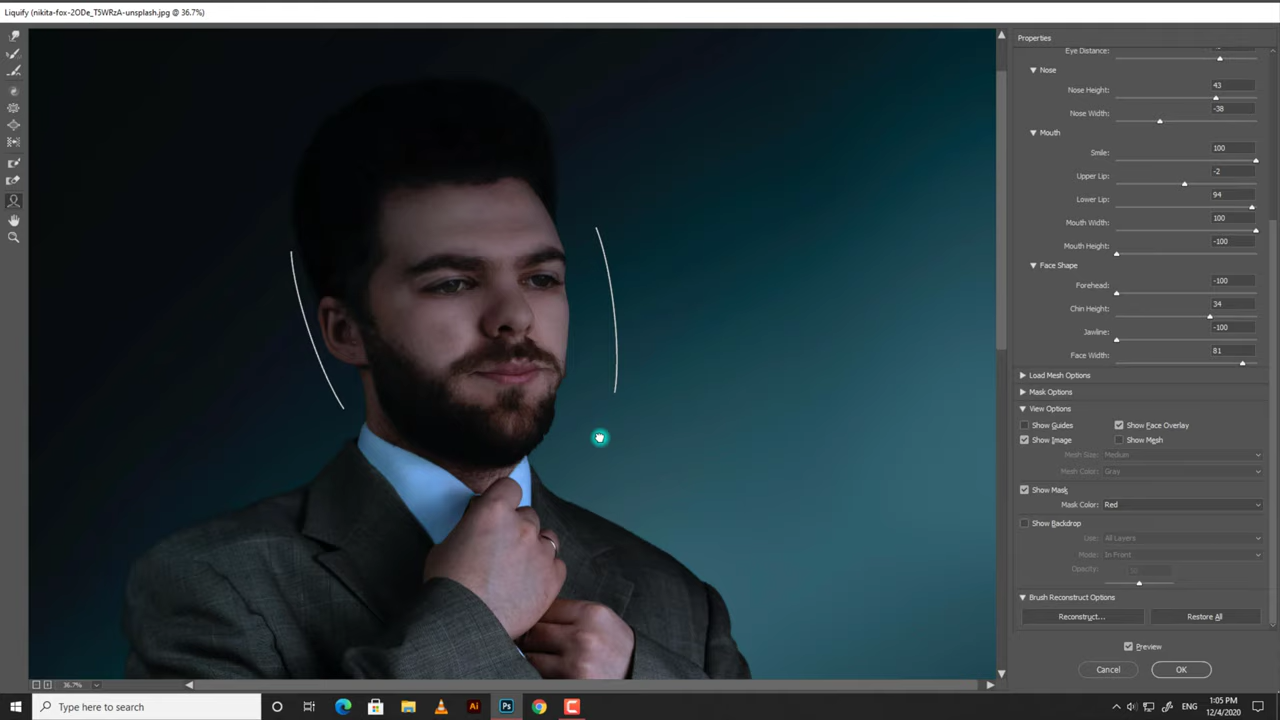 Liquify (nikita-fox-2ODe_T5WRzA-unsplash.jpg @ 36.7%)
Properties
Eye Distance:
Nose
Nose Height: 43
Nose Width: -38
Mouth
Smile: 100
Upper Lip: -2
Lower Lip: 94
Mouth Width: 100
Mouth Height: -100
Face Shape
Forehead: -100
Chin Height: 34
Jawline: -100
Face Width: 81
Load Mesh Options
Mask Options
View Options
Show Guides Show Face Overlay
Show Image Show Mesh
Mesh Size: Medium
Mesh Color: Gray
Show Mask
Mask Color: Red
Show Backdrop
Use: All Layers
Mode: In Front
Opacity: 50
Brush Reconstruct Options
Reconstruct... Restore All
Preview
Cancel OK
36.7%
Type here to search
Ai Ps
ENG
1:05 PM
12/4/2020